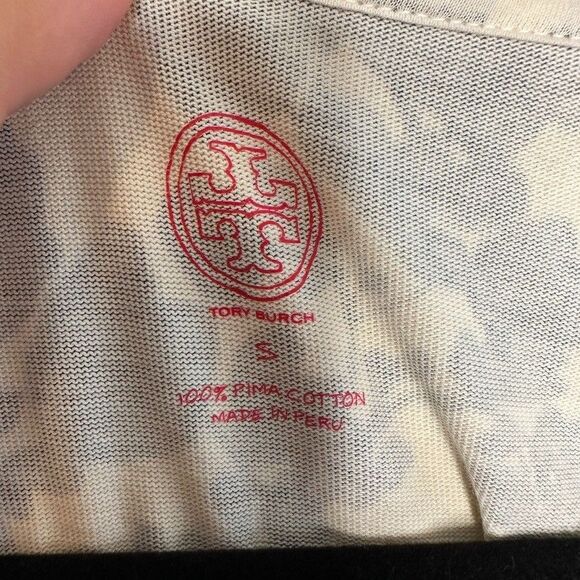 TORY BURCH
S
100% PIMA COTTON
MADE IN PERU